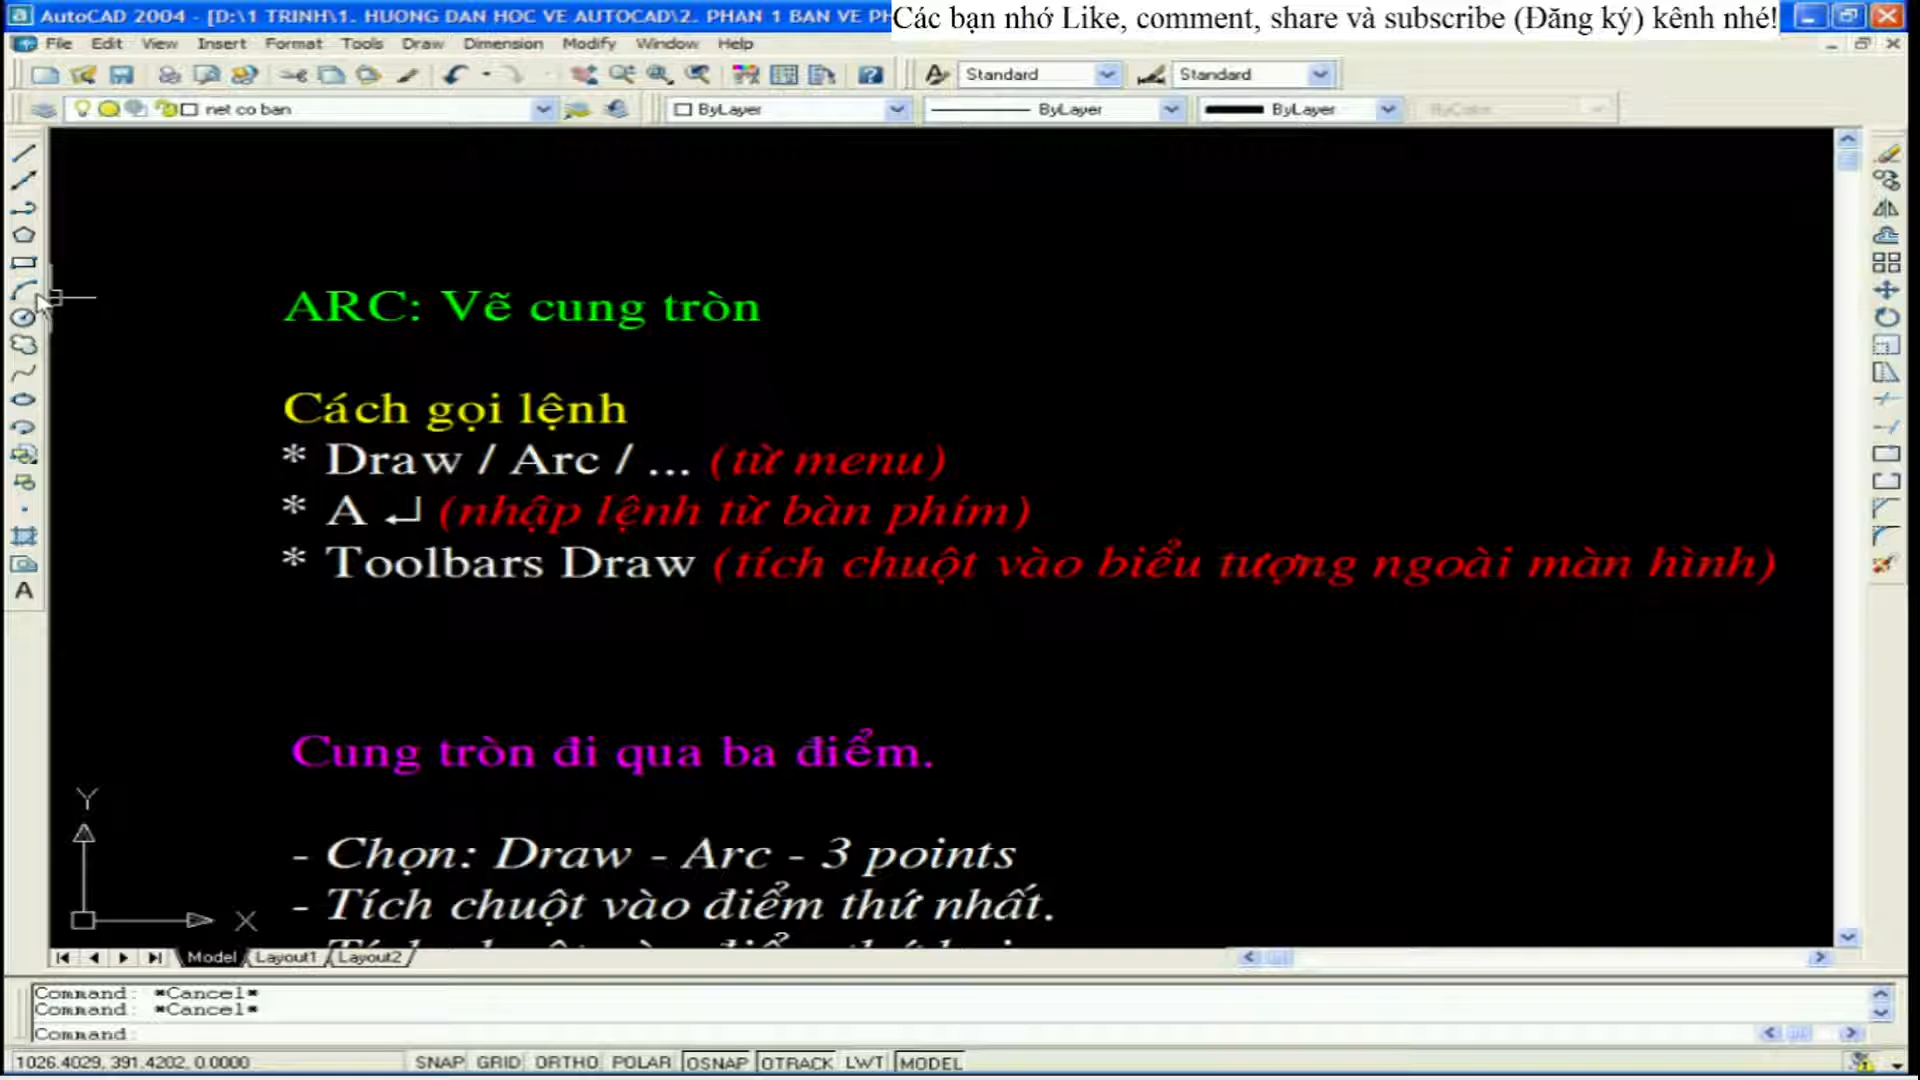 AutoCAD 2004 - [D:\1 TRINH\1. HUONG DAN HOC VE AUTOCAD\2. PHAN 1 BAN VE PH
Các bạn nhớ Like, comment, share và subscribe (Đăng ký) kênh nhé!
File Edit View Insert Format Tools Draw Dimension Modify Window Help
Standard Standard
net co ban ByLayer ByLayer ByLayer ByColor
ARC: Vẽ cung tròn
Cách gọi lệnh
* Draw / Arc / ... (từ menu)
* A ↵ (nhập lệnh từ bàn phím)
* Toolbars Draw (tích chuột vào biểu tượng ngoài màn hình)
A
Cung tròn đi qua ba điểm.
Y
- Chọn: Draw - Arc - 3 points
- Tích chuột vào điểm thứ nhất.
X
Model Layout1 Layout2
Command: *Cancel*
Command: *Cancel*
Command:
1026.4029, 391.4202, 0.0000 SNAP GRID ORTHO POLAR OSNAP OTRACK LWT MODEL